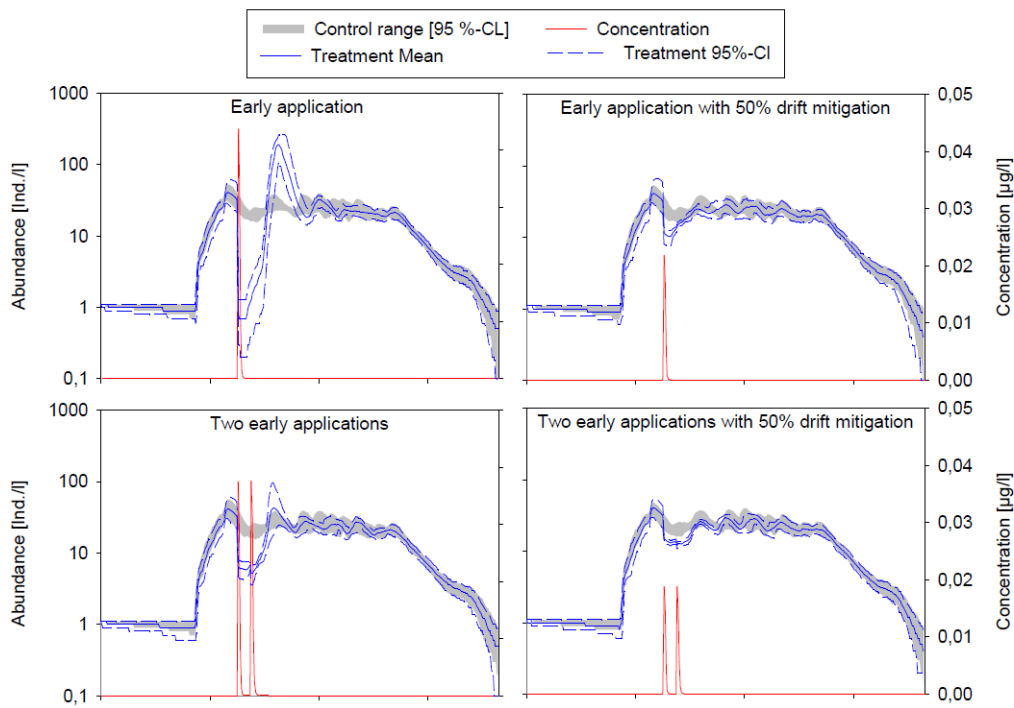 Control range [95 %-CL]
Concentration
Treatment Mean
Treatment 95%-CI
Early application
Early application with 50% drift mitigation
1000
100
10
1
0,1
Abundance [Ind./l]
0,05
0,04
0,03
0,02
0,01
0,00
Concentration [µg/l]
Two early applications
Two early applications with 50% drift mitigation
1000
100
10
1
0,1
Abundance [Ind./l]
0,05
0,04
0,03
0,02
0,01
0,00
Concentration [µg/l]